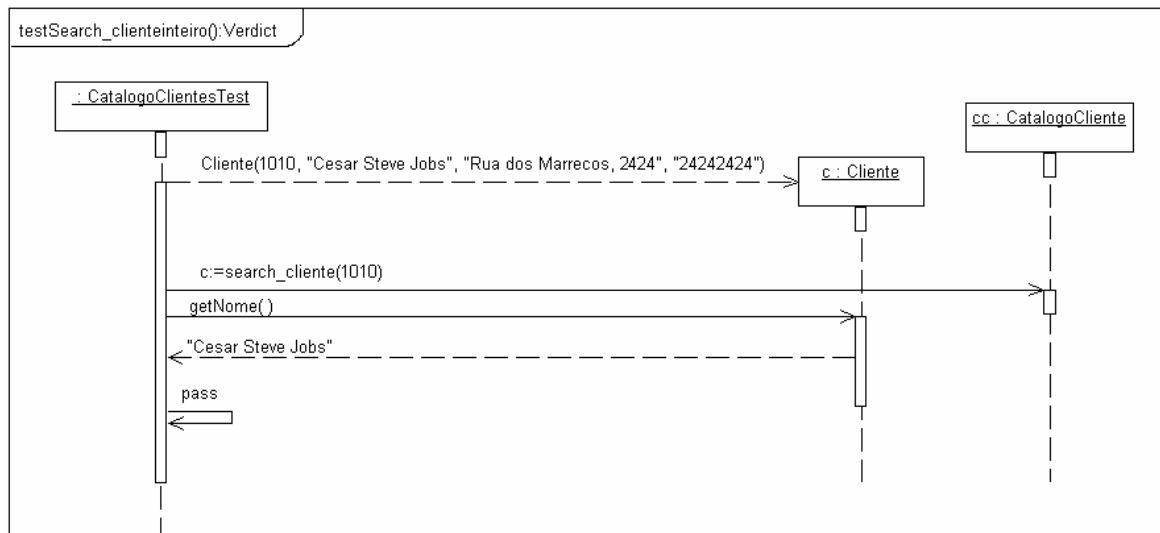 testSearch_clienteinteiro():Verdict
: CatalogoClientesTest
cc : CatalogoCliente
Cliente(1010, "Cesar Steve Jobs", "Rua dos Marrecos, 2424", "24242424")
c : Cliente
c:=search_cliente(1010)
getNome( )
"Cesar Steve Jobs"
pass